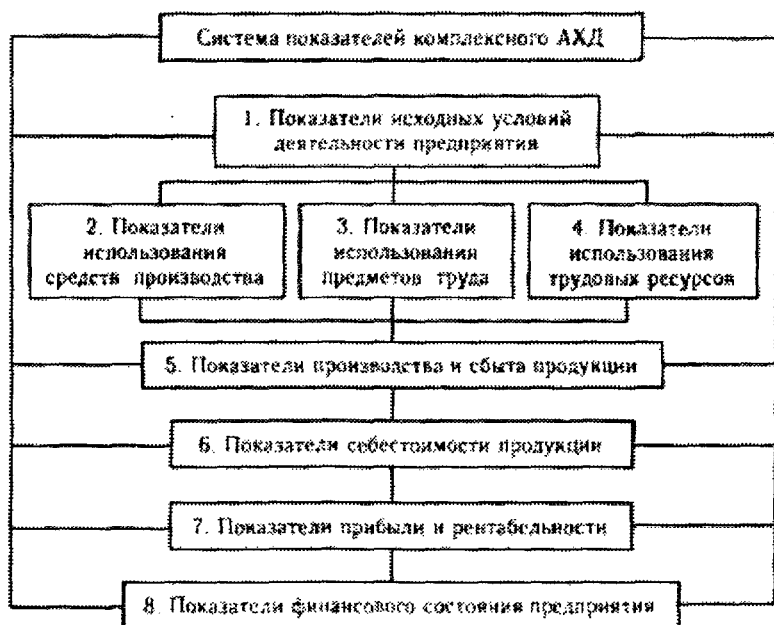 Система показателей комплексного АХД
1. Показатели исходных условий
деятельности предприятия
2. Показатели
использования
средств производства
3. Показатели
использования
предметов труда
4. Показатели
использования
трудовых ресурсов
5. Показатели производства и сбыта продукции
6. Показатели себестоимости продукции
7. Показатели прибыли и рентабельности
8. Показатели финансового состояния предприятия